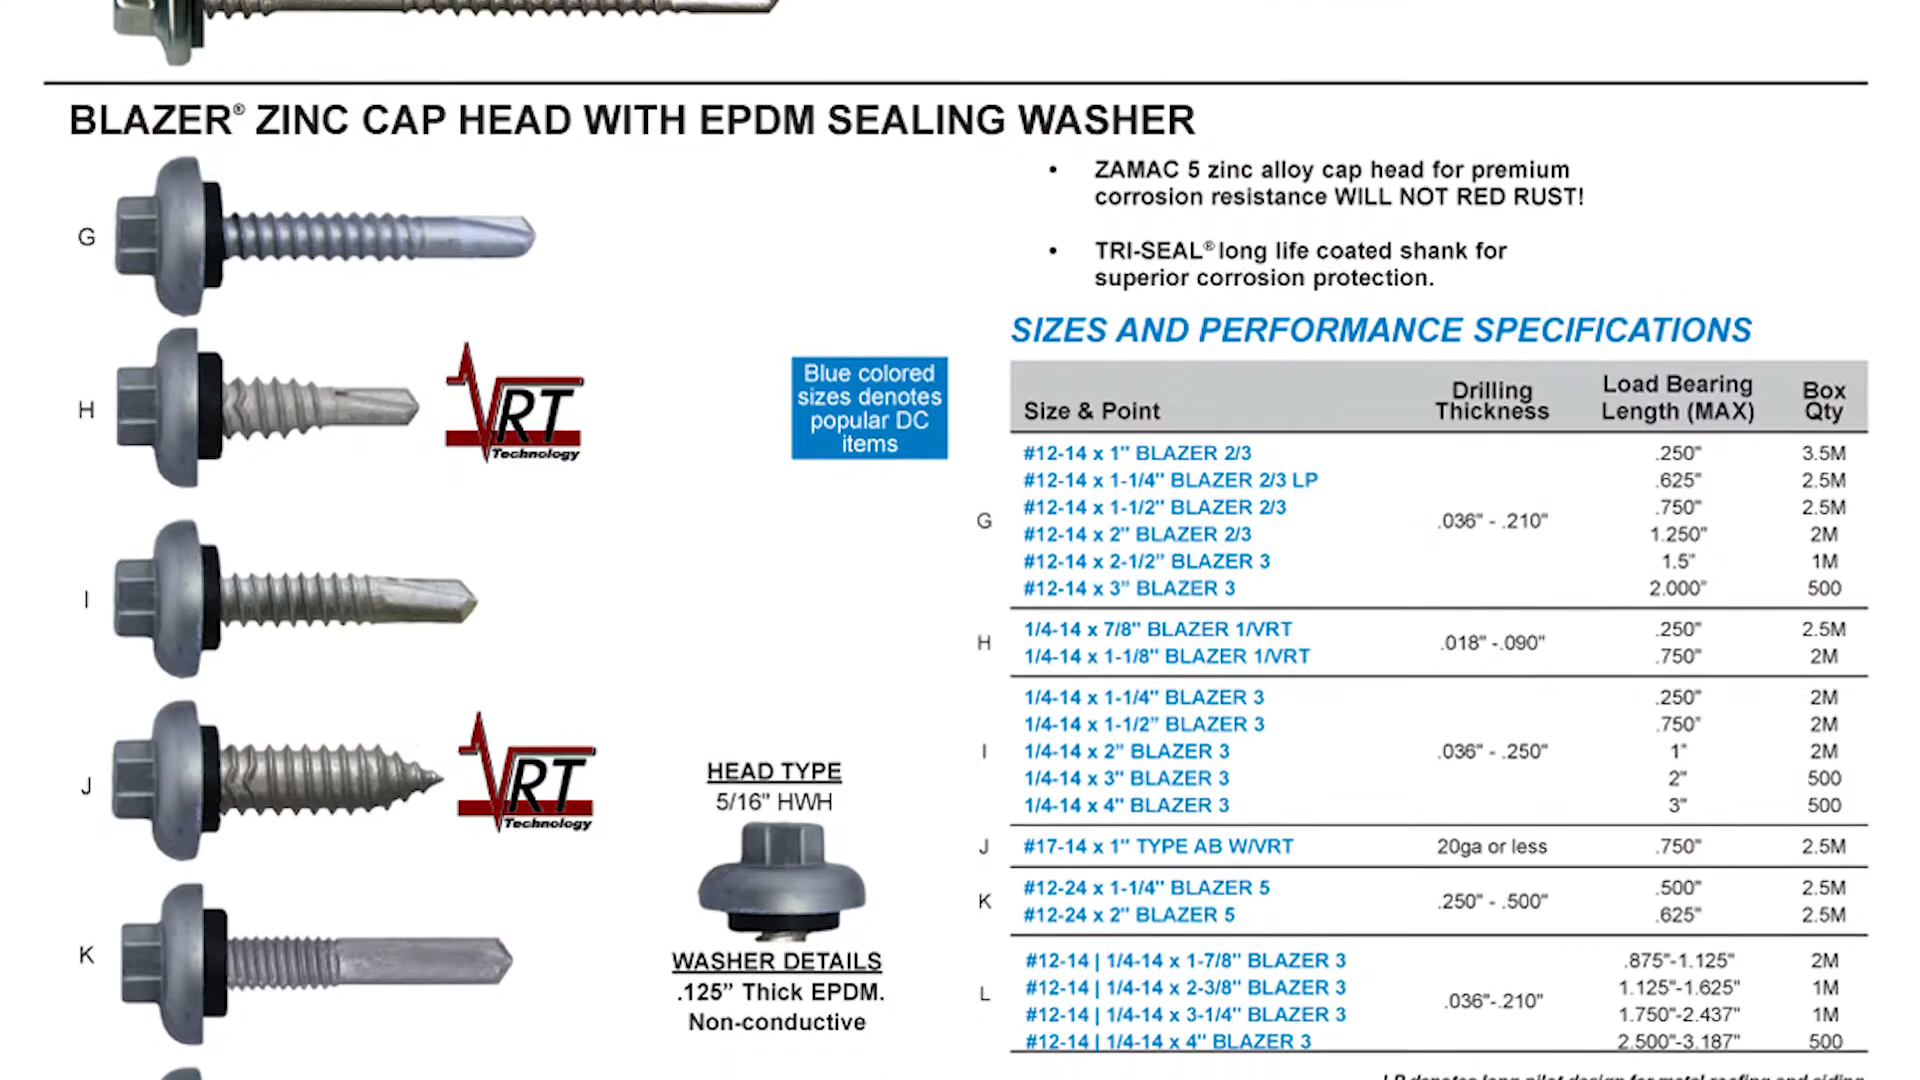 BLAZER® ZINC CAP HEAD WITH EPDM SEALING WASHER
• ZAMAC 5 zinc alloy cap head for premium
corrosion resistance WILL NOT RED RUST!
• TRI-SEAL® long life coated shank for
superior corrosion protection.
G
H
VRT
Technology
I
J
VRT
Technology
K
Blue colored
sizes denotes
popular DC
items
HEAD TYPE
5/16" HWH
WASHER DETAILS
.125” Thick EPDM.
Non-conductive
SIZES AND PERFORMANCE SPECIFICATIONS
Size & Point Drilling Thickness Load Bearing Length (MAX) Box Qty
#12-14 x 1" BLAZER 2/3 .250" 3.5M
#12-14 x 1-1/4" BLAZER 2/3 LP .625" 2.5M
#12-14 x 1-1/2" BLAZER 2/3 .750" 2.5M
G .036" - .210"
#12-14 x 2" BLAZER 2/3 1.250" 2M
#12-14 x 2-1/2” BLAZER 3 1.5" 1M
#12-14 x 3” BLAZER 3 2.000” 500
1/4-14 x 7/8" BLAZER 1/VRT .250" 2.5M
H .018" -.090"
1/4-14 x 1-1/8" BLAZER 1/VRT .750" 2M
1/4-14 x 1-1/4" BLAZER 3 .250" 2M
1/4-14 x 1-1/2” BLAZER 3 .750" 2M
I 1/4-14 x 2” BLAZER 3 .036" - .250" 1" 2M
1/4-14 x 3" BLAZER 3 2" 500
1/4-14 x 4" BLAZER 3 3" 500
J #17-14 x 1" TYPE AB W/VRT 20ga or less .750" 2.5M
#12-24 x 1-1/4" BLAZER 5 .500" 2.5M
K .250" - .500"
#12-24 x 2" BLAZER 5 .625" 2.5M
#12-14 | 1/4-14 x 1-7/8" BLAZER 3 .875"-1.125" 2M
#12-14 | 1/4-14 x 2-3/8" BLAZER 3 1.125"-1.625" 1M
L .036"-.210"
#12-14 | 1/4-14 x 3-1/4" BLAZER 3 1.750"-2.437" 1M
#12-14 | 1/4-14 x 4" BLAZER 3 2.500"-3.187" 500
LP denotes long pilot design for metal roofing and siding